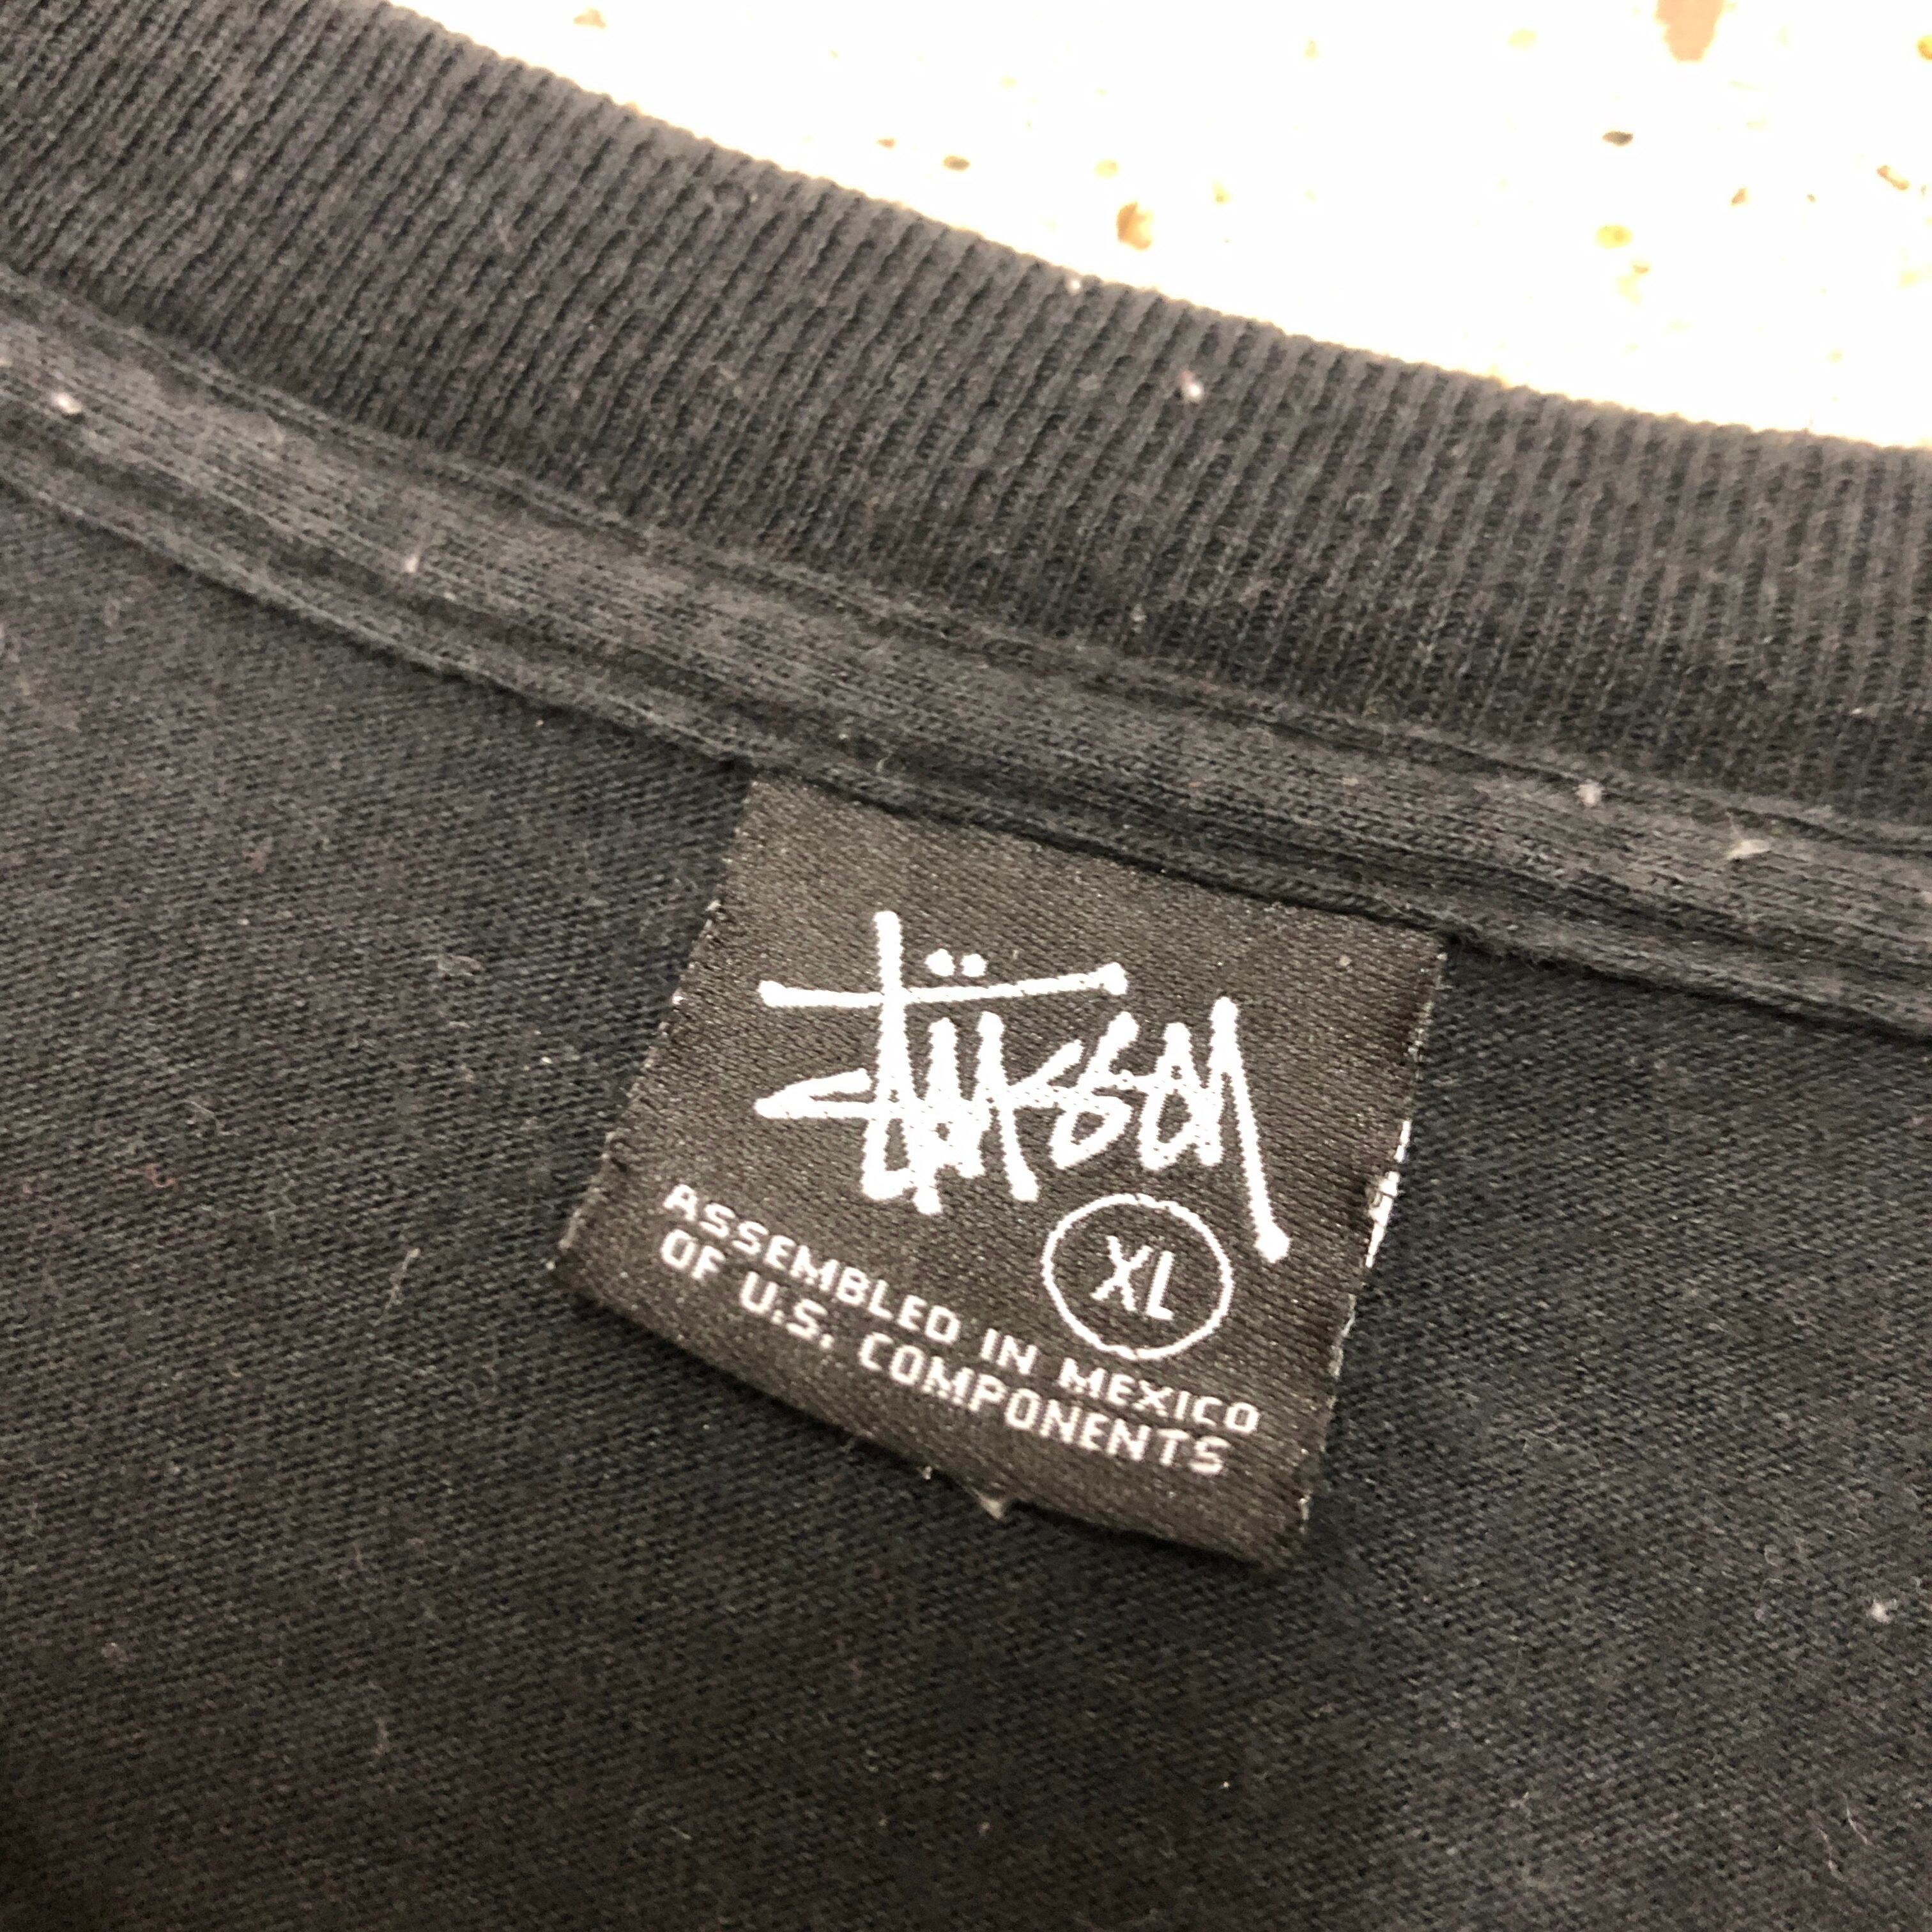 Stüssy
XL
ASSEMBLED IN MEXICO
OF U.S. COMPONENTS